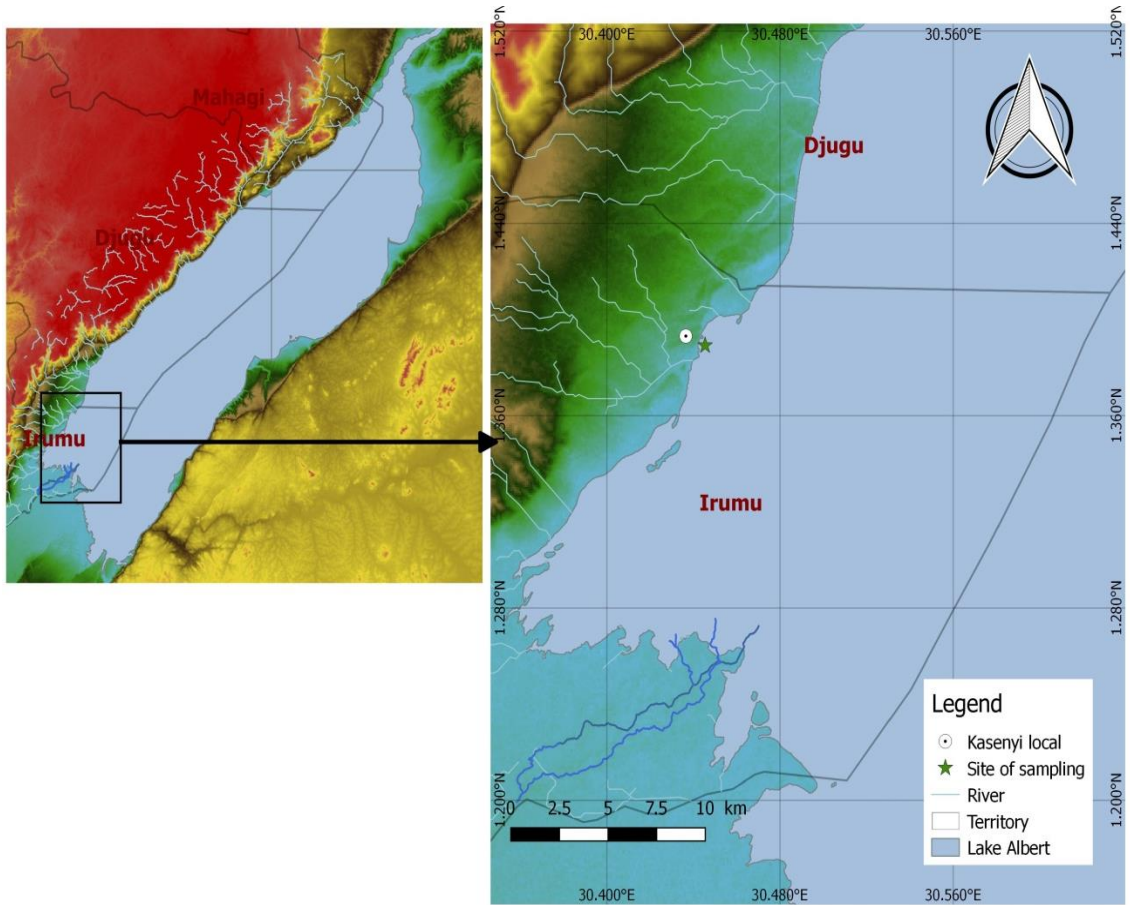 Mahagi
Djugu
Irumu
30.400°E
30.480°E
30.560°E
1.520°N
1.520°N
Djugu
1.440°N
1.440°N
1.360°N
1.360°N
Irumu
1.280°N
1.280°N
Legend
Kasenyi local
Site of sampling
River
Territory
Lake Albert
1.200°N
1.200°N
0 2.5 5 7.5 10 km
30.400°E
30.480°E
30.560°E